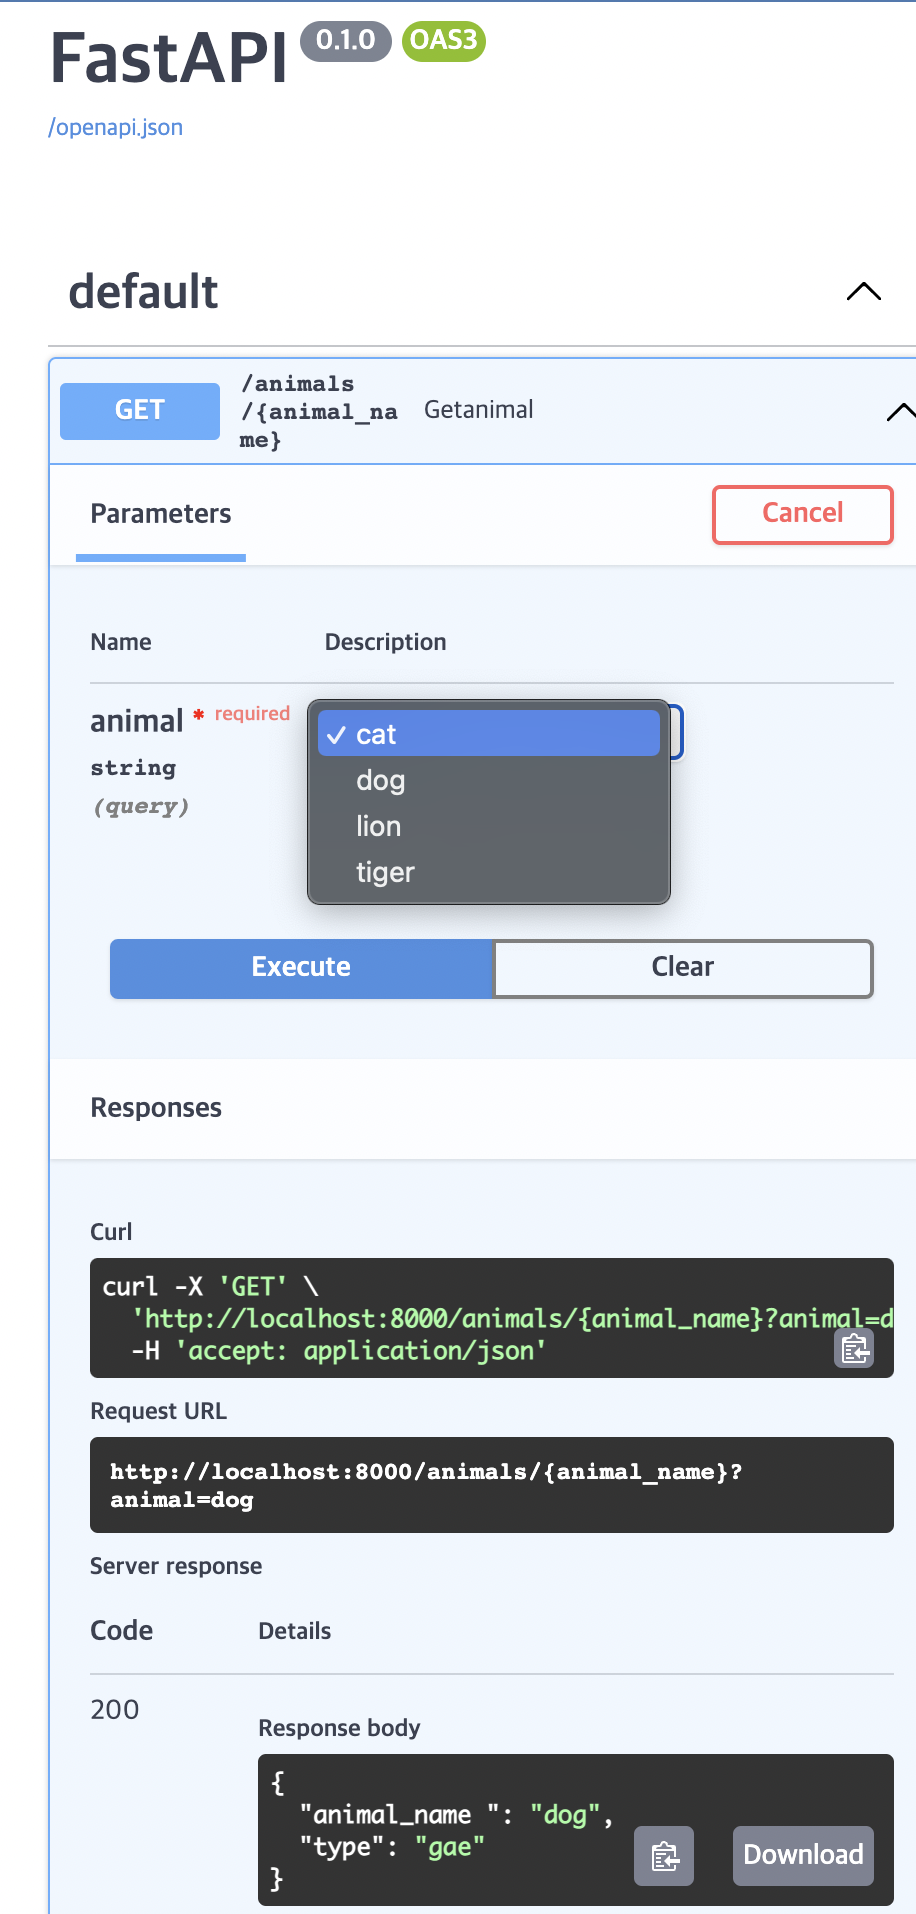 FastAPI 0.1.0 OAS3
/openapi.json
default
GET
/animals
/{animal_na
me}
Getanimal
Parameters
Cancel
Name Description
animal * required
string
(query)
✓ cat
dog
lion
tiger
Execute Clear
Responses
Curl
curl -X 'GET' \
'http://localhost:8000/animals/{animal_name}?animal=d
-H 'accept: application/json'
Request URL
http://localhost:8000/animals/{animal_name}?
animal=dog
Server response
Code Details
200
Response body
{
"animal_name ": "dog",
"type": "gae"
}
Download